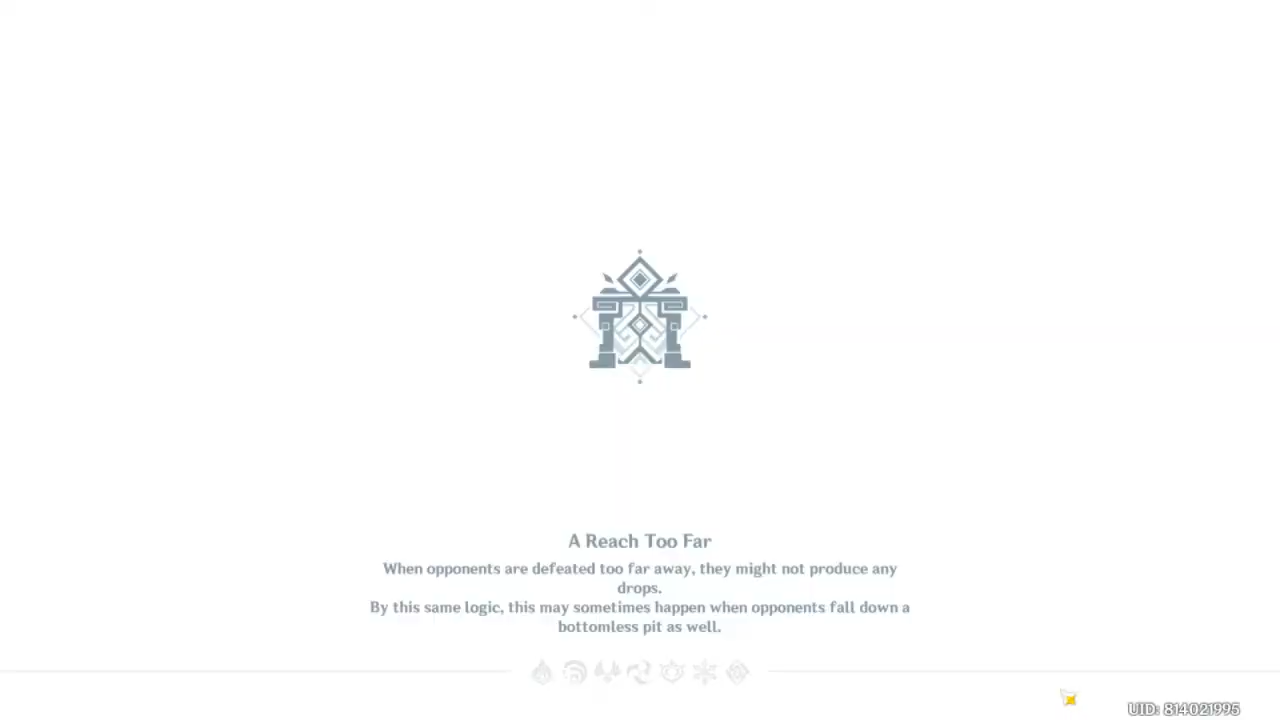 A Reach Too Far
When opponents are defeated too far away, they might not produce any
drops.
By this same logic, this may sometimes happen when opponents fall down a
bottomless pit as well.
UID: 814021995